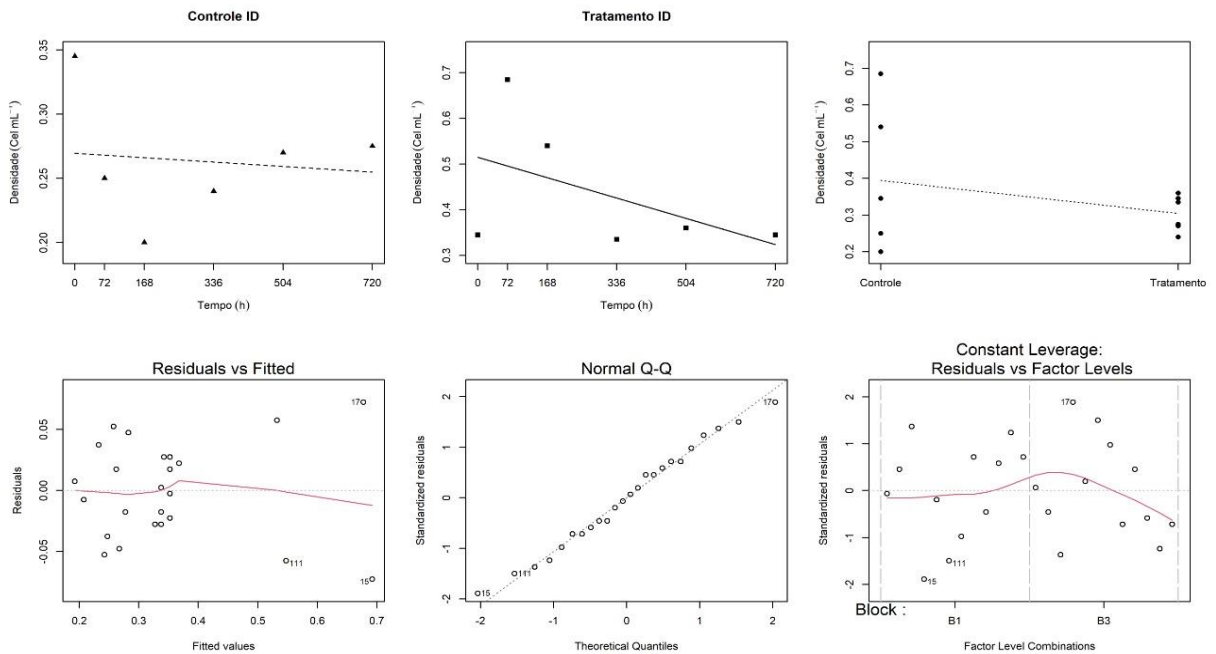 Controle ID
Densidade (Cel mL⁻¹)
0.35
0.30
0.25
0.20
0 72 168 336 504 720
Tempo (h)
Tratamento ID
Densidade (Cel mL⁻¹)
0.7
0.6
0.5
0.4
0.3
0 72 168 336 504 720
Tempo (h)
Densidade (Cel mL⁻¹)
0.7
0.6
0.5
0.4
0.3
0.2
Controle Tratamento
Residuals vs Fitted
Residuals
0.05
0.00
-0.05
17
111
15
0.2 0.3 0.4 0.5 0.6 0.7
Fitted values
Normal Q-Q
Standardized residuals
2
1
0
-1
-2
17
111
15
-2 -1 0 1 2
Theoretical Quantiles
Constant Leverage:
Residuals vs Factor Levels
Standardized residuals
2
1
0
-1
-2
17
111
15
Block :
B1 B3
Factor Level Combinations